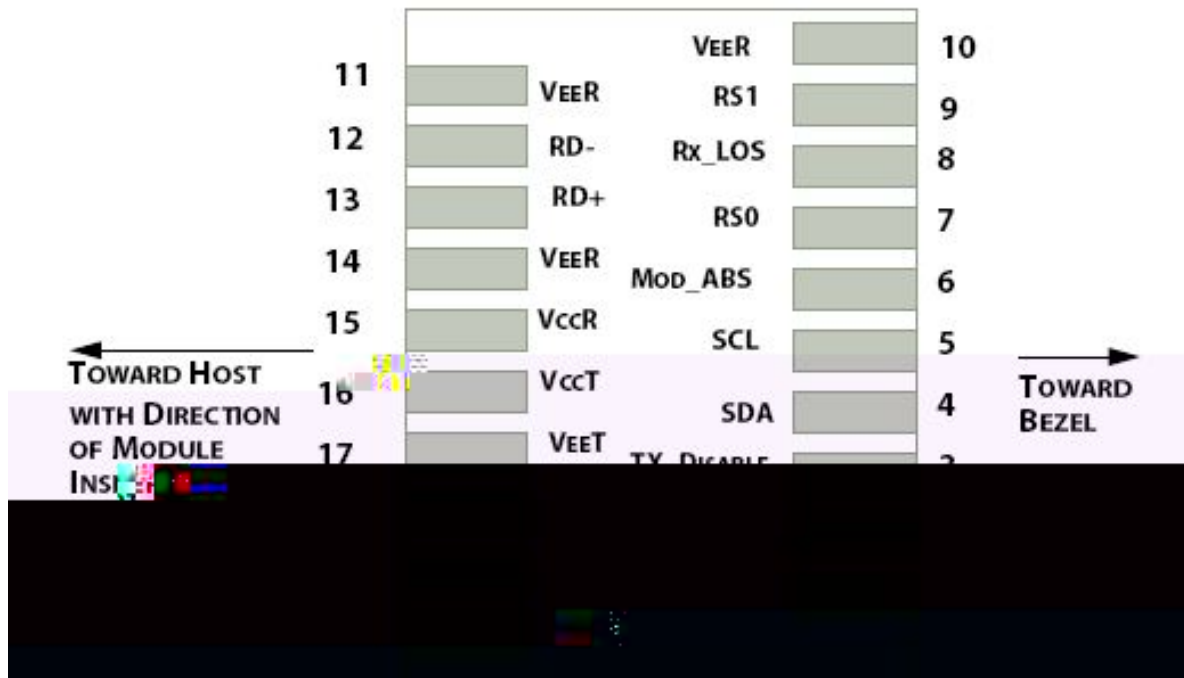 VEER 10
11 VEER
RS1 9
12 RD-
Rx_LOS 8
13 RD+
RS0 7
14 VEER
MOD_ABS 6
15 VCCR
SCL 5
TOWARD HOST
WITH DIRECTION
OF MODULE
16 VCCT
SDA 4
TOWARD
BEZEL
17 VEET
TX_DISABLE